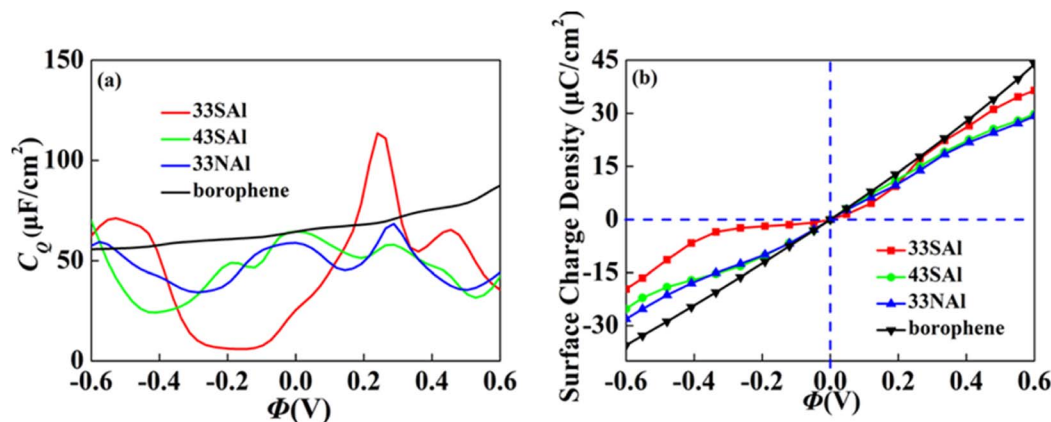 150
100
50
0
C_Q (μF/cm²)
(a)
33SAl
43SAl
33NAl
borophene
-0.6 -0.4 -0.2 0.0 0.2 0.4 0.6
Φ(V)
45
30
15
0
-15
-30
Surface Charge Density (μC/cm²)
(b)
33SAl
43SAl
33NAl
borophene
-0.6 -0.4 -0.2 0.0 0.2 0.4 0.6
Φ(V)